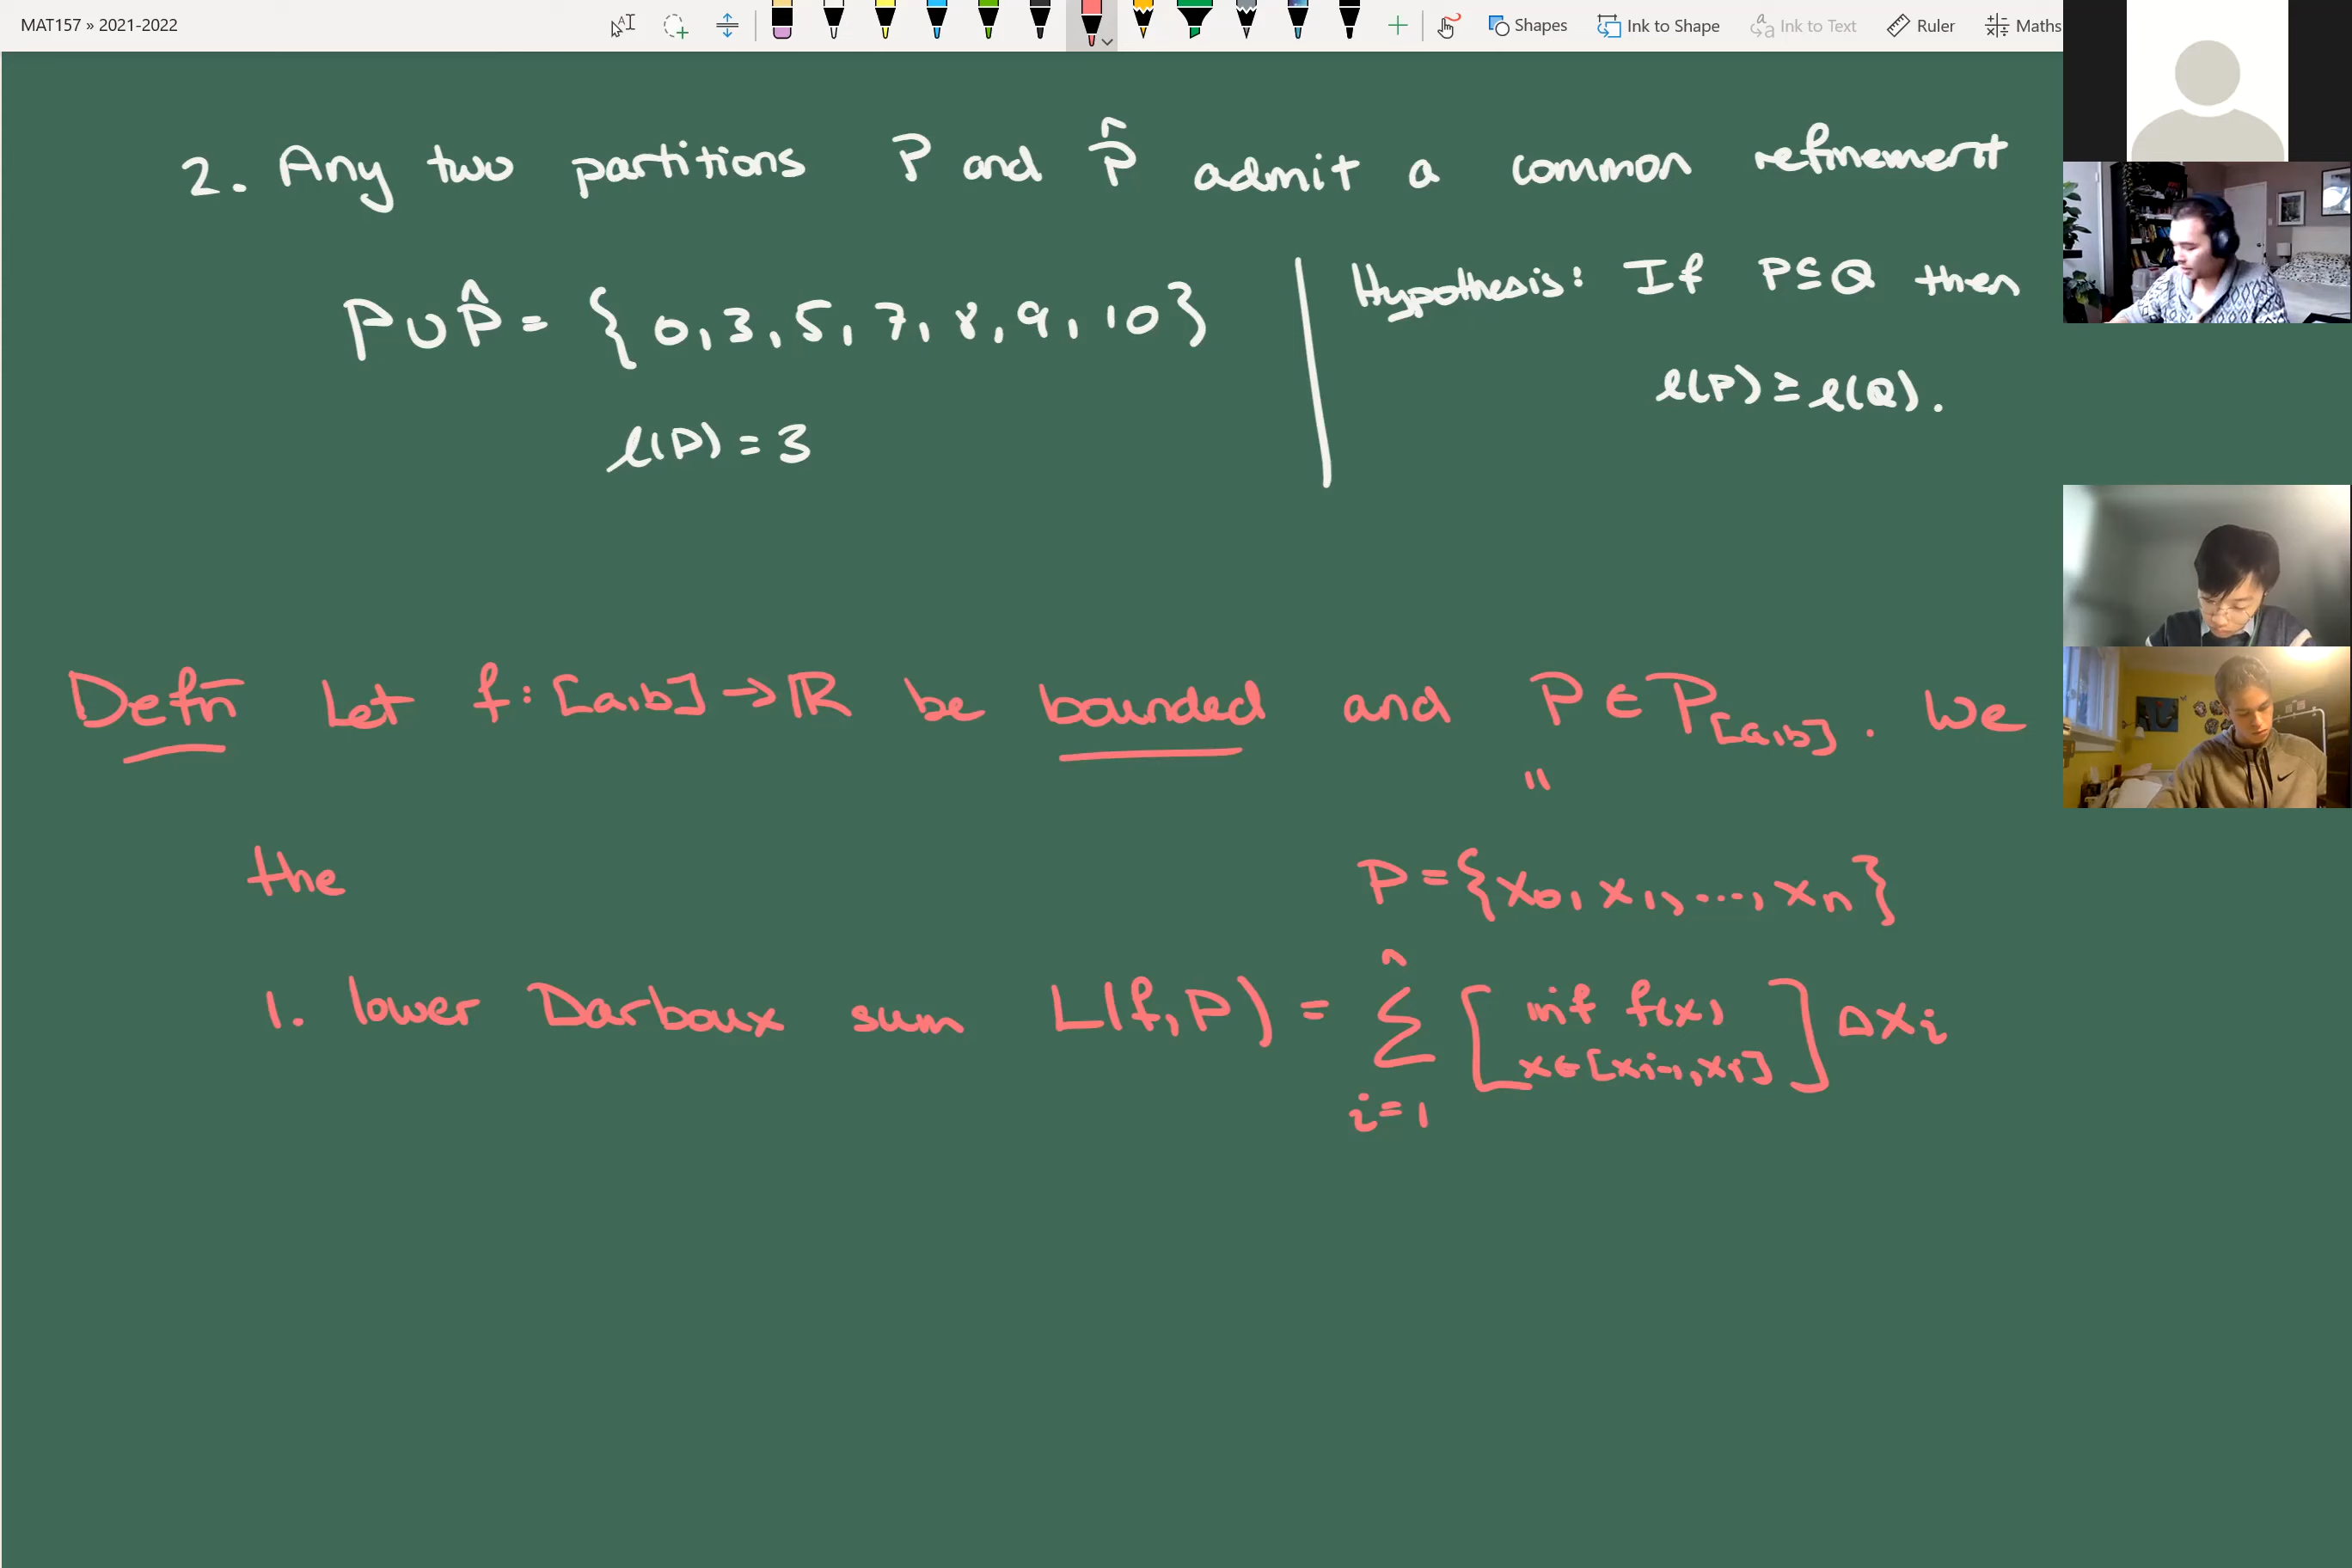 MAT157 » 2021-2022
Shapes Ink to Shape Ink to Text Ruler Maths
2. Any two partitions P and P̂ admit a common refinement
P∪P̂ = {0,3,5,7,8,9,10}
l(P) = 3
Hypothesis: If P⊆Q then
l(P) ≥ l(Q).
Defn Let f: [a,b] → ℝ be bounded and P ∈ P[a,b]. We
"
the
P = {x₀, x₁, ..., xₙ}
1. lower Darboux sum L(f,P) = Σ_{i=1}^{n} [inf f(x) x∈[xᵢ₋₁,xᵢ]] Δxᵢ